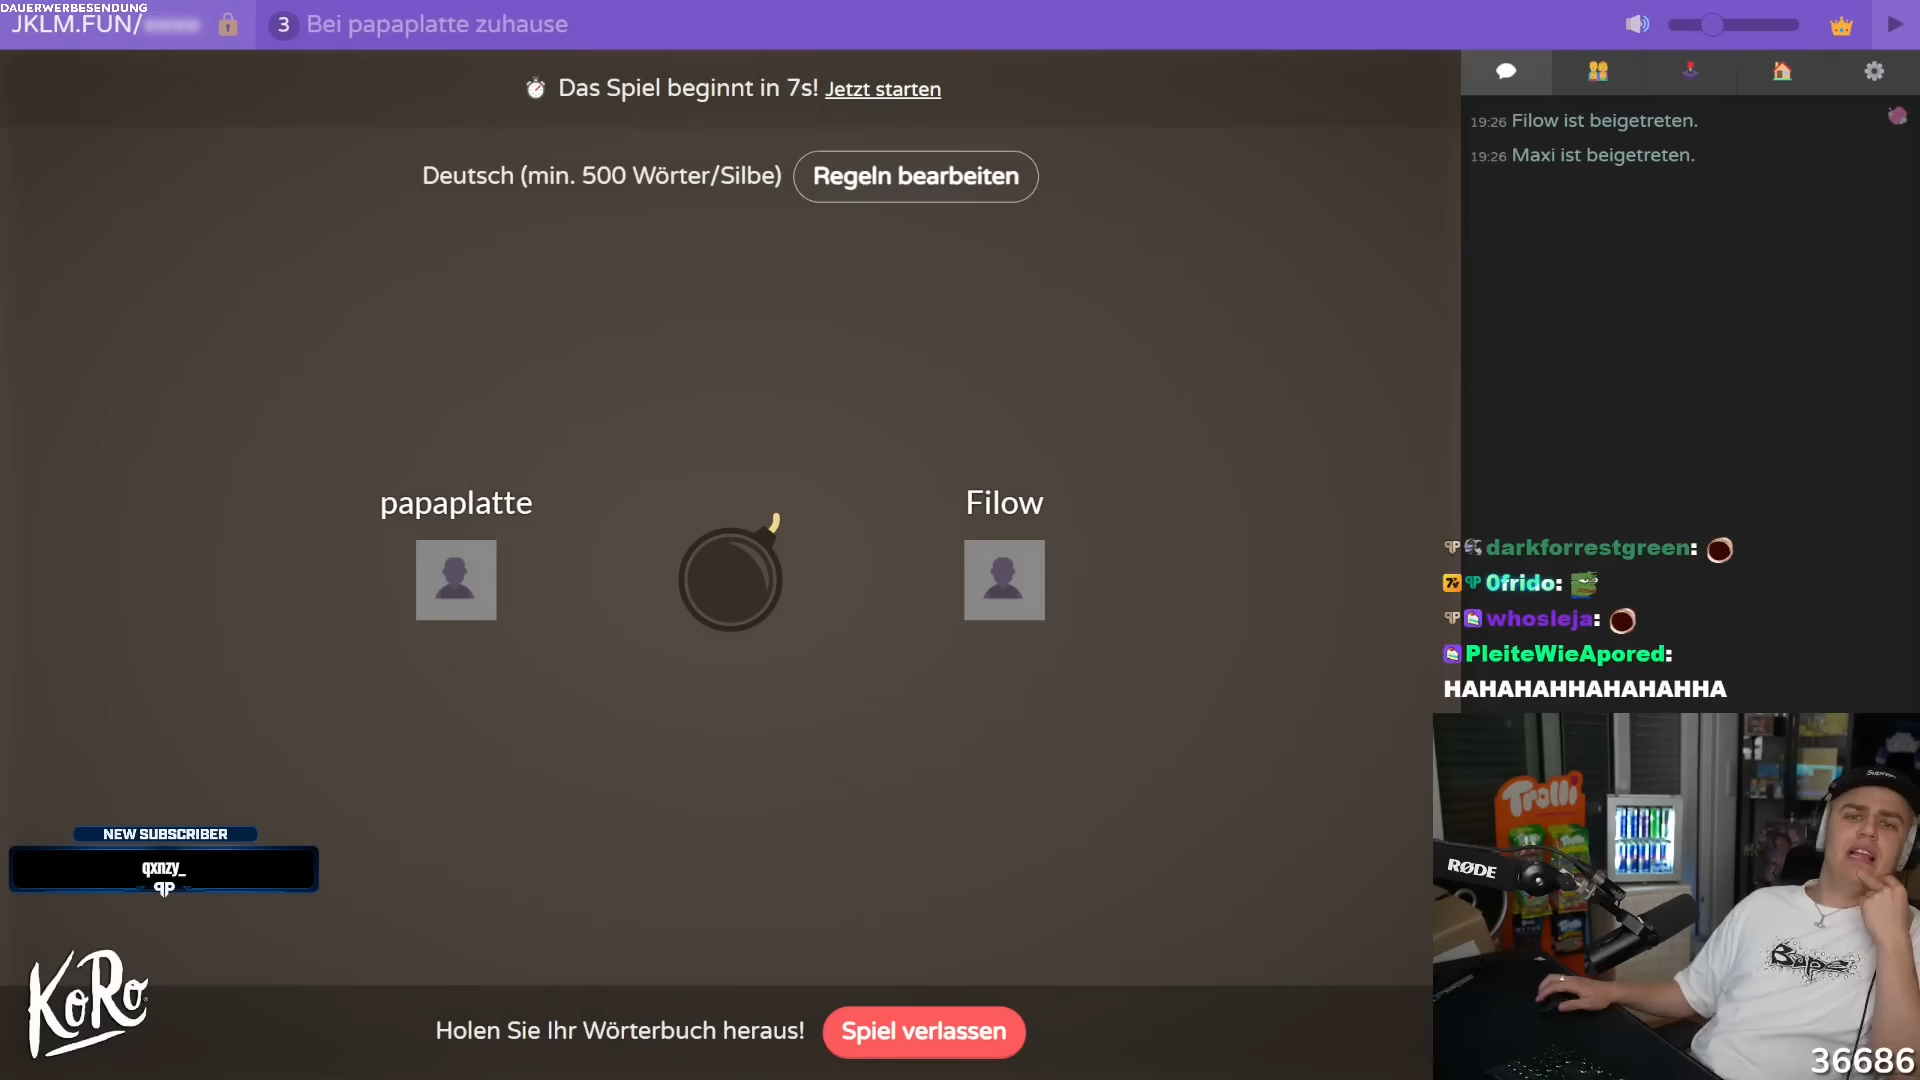 DAUERWERBESENDUNG
JKLM.FUN/
3 Bei papaplatte zuhause
Das Spiel beginnt in 7s! Jetzt starten
Deutsch (min. 500 Wörter/Silbe) Regeln bearbeiten
19:26 Filow ist beigetreten.
19:26 Maxi ist beigetreten.
papaplatte
Filow
darkforrestgreen:
0frido:
whosleja:
PleiteWieApored:
HAHAHAHHAHAHAHHA
NEW SUBSCRIBER
qxnzy_
KoRo
Holen Sie Ihr Wörterbuch heraus! Spiel verlassen
Trolli
RØDE
Bape
36686